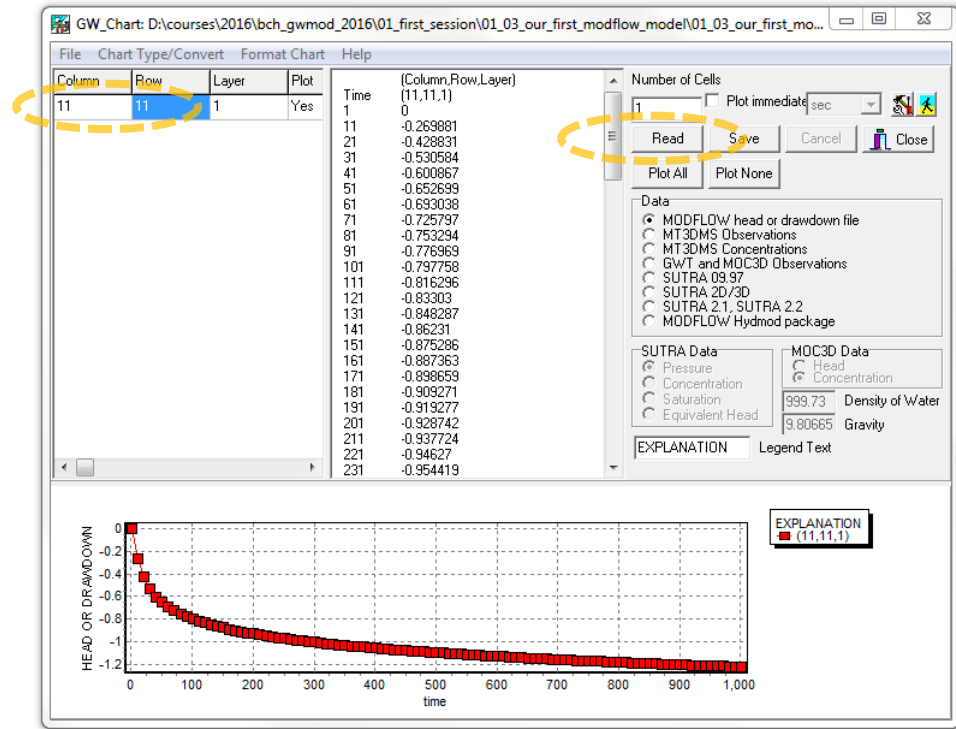 GW_Chart: D:\courses\2016\bch_gwmod_2016\01_first_session\01_03_our_first_modflow_model\01_03_our_first_mo...
File Chart Type/Convert Format Chart Help
Column Row Layer Plot
11 11 1 Yes
(Column,Row,Layer)
Time (11,11,1)
1 0
11 -0.269881
21 -0.428831
31 -0.530584
41 -0.600867
51 -0.652699
61 -0.693038
71 -0.725797
81 -0.753294
91 -0.776969
101 -0.797758
111 -0.816296
121 -0.83303
131 -0.848287
141 -0.86231
151 -0.875286
161 -0.887363
171 -0.898659
181 -0.909271
191 -0.919277
201 -0.928742
211 -0.937724
221 -0.94627
231 -0.954419
Number of Cells
1 Plot immediate sec
Read Save Cancel Close
Plot All Plot None
Data
MODFLOW head or drawdown file
MT3DMS Observations
MT3DMS Concentrations
GWT and MOC3D Observations
SUTRA 09.97
SUTRA 2D/3D
SUTRA 2.1, SUTRA 2.2
MODFLOW Hydmod package
SUTRA Data
Pressure
Concentration
Saturation
Equivalent Head
MOC3D Data
Head
Concentration
999.73 Density of Water
9.80665 Gravity
EXPLANATION Legend Text
HEAD OR DRAWDOWN
0
-0.2
-0.4
-0.6
-0.8
-1
-1.2
0 100 200 300 400 500 600 700 800 900 1,000
time
EXPLANATION
(11,11,1)